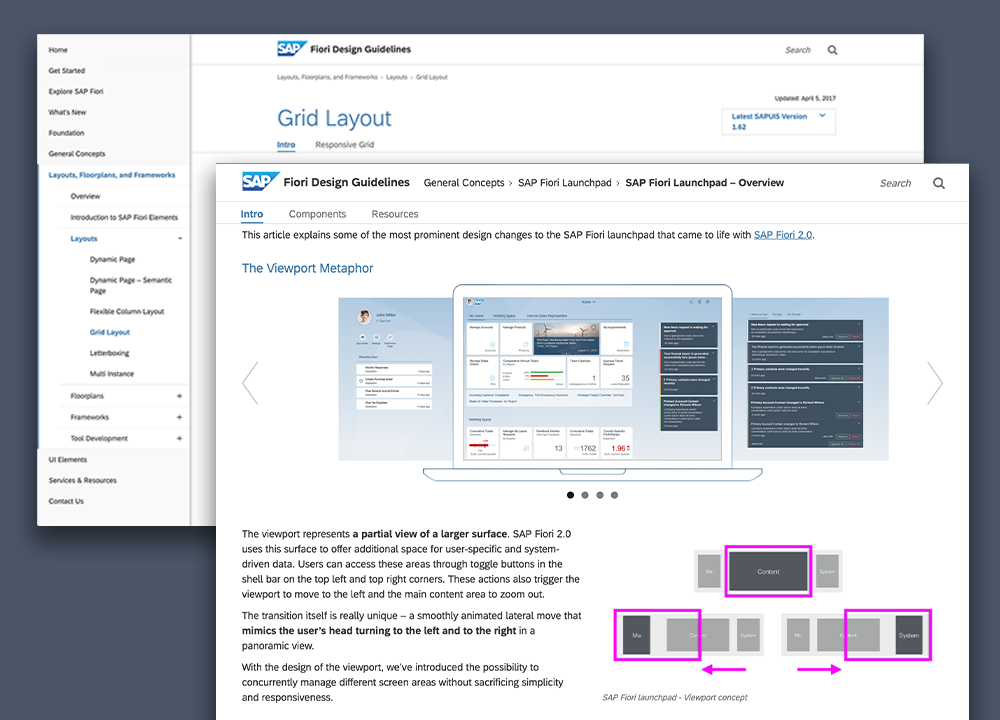 Home
Get Started
Explore SAP Fiori
What's New
Foundation
General Concepts
Layouts, Floorplans, and Frameworks
Overview
Introduction to SAP Fiori Elements
Layouts
Dynamic Page
Dynamic Page – Semantic
Page
Flexible Column Layout
Grid Layout
Letterboxing
Multi Instance
Floorplans
Frameworks
Tool Development
UI Elements
Services & Resources
Contact Us
SAP Fiori Design Guidelines
Search
Layouts, Floorplans, and Frameworks › Layouts › Grid Layout
Updated: April 5, 2017
Grid Layout
Latest SAPUI5 Version
1.62
Intro Responsive Grid
SAP Fiori Design Guidelines General Concepts › SAP Fiori Launchpad › SAP Fiori Launchpad – Overview
Search
Intro Components Resources
This article explains some of the most prominent design changes to the SAP Fiori launchpad that came to life with SAP Fiori 2.0.
The Viewport Metaphor
John Miller
SAP
Home
My Home
13
1
35
1762
1.96
The viewport represents a partial view of a larger surface. SAP Fiori 2.0
uses this surface to offer additional space for user-specific and system-
driven data. Users can access these areas through toggle buttons in the
shell bar on the top left and top right corners. These actions also trigger the
viewport to move to the left and the main content area to zoom out.
The transition itself is really unique – a smoothly animated lateral move that
mimics the user's head turning to the left and to the right in a
panoramic view.
With the design of the viewport, we've introduced the possibility to
concurrently manage different screen areas without sacrificing simplicity
and responsiveness.
Me Content System
Me Content System
Me Content System
SAP Fiori launchpad - Viewport concept